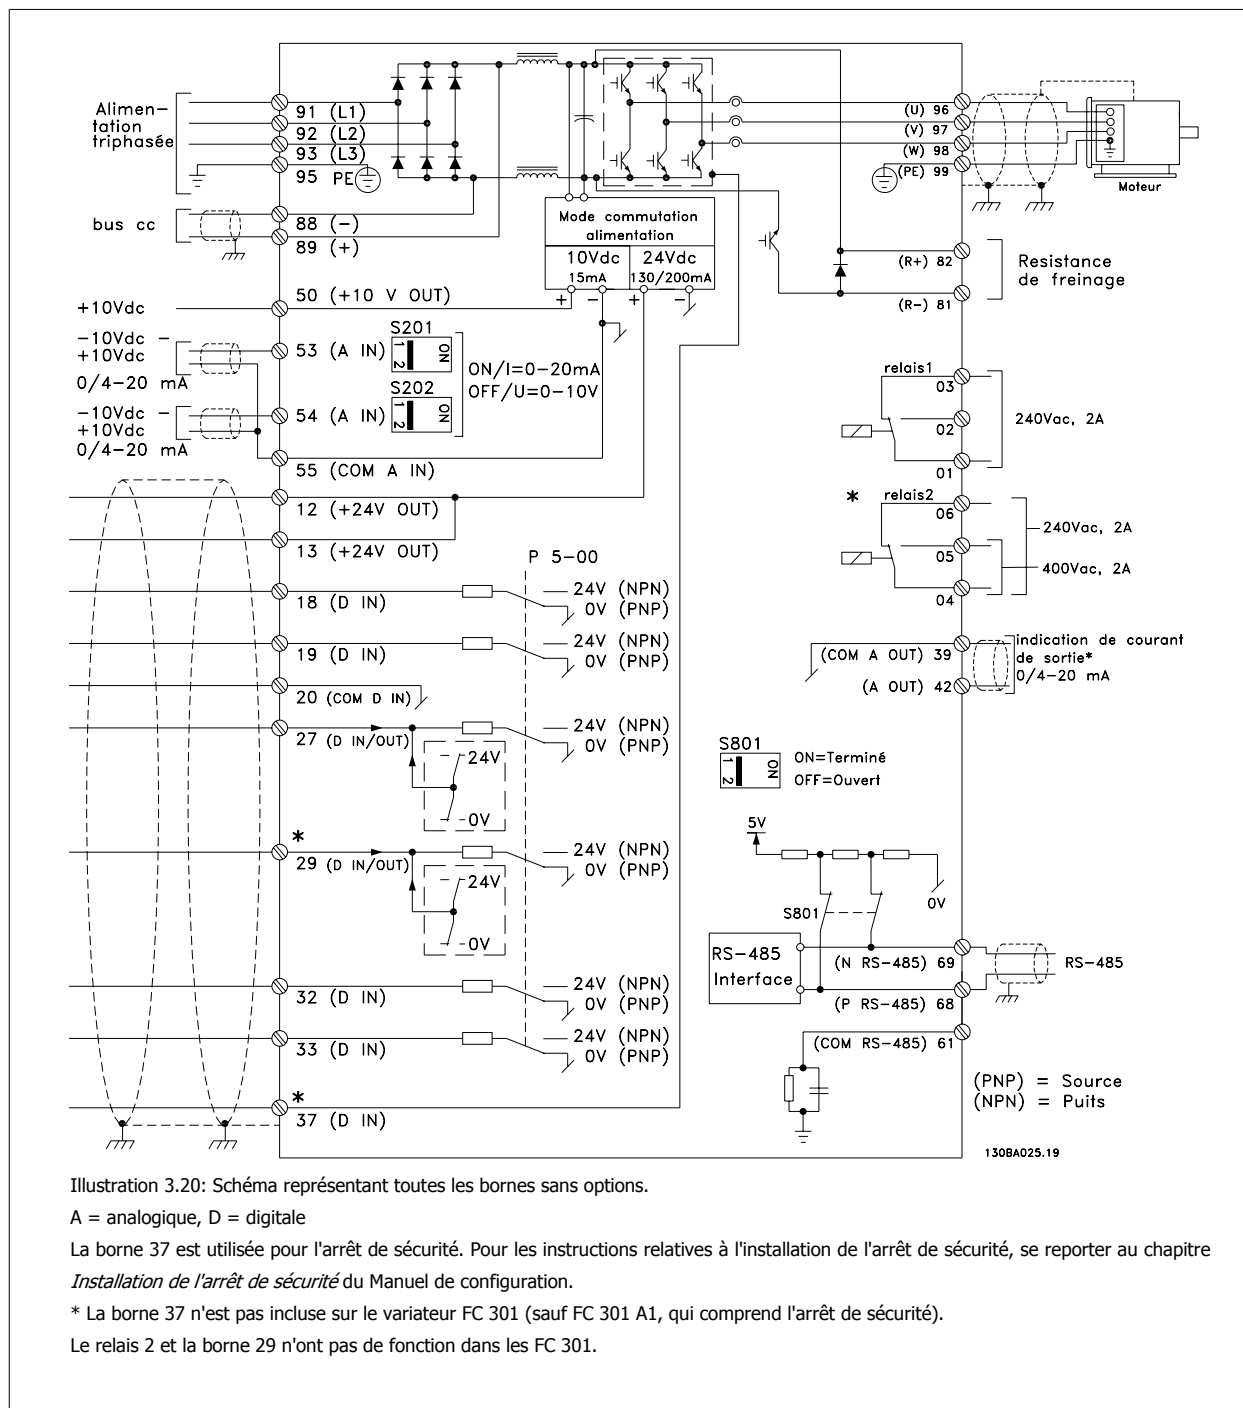 Alimen-
tation
triphasée
91 (L1)
92 (L2)
93 (L3)
95 PE
bus cc
88 (-)
89 (+)
Mode commutation
alimentation
10Vdc
15mA
24Vdc
130/200mA
+ - + -
(U) 96
(V) 97
(W) 98
(PE) 99
Moteur
(R+) 82
(R-) 81
Resistance
de freinage
+10Vdc
50 (+10 V OUT)
-10Vdc -
+10Vdc
0/4-20 mA
53 (A IN)
S201
1 2 ON
ON/I=0-20mA
OFF/U=0-10V
S202
1 2 ON
-10Vdc -
+10Vdc
0/4-20 mA
54 (A IN)
55 (COM A IN)
12 (+24V OUT)
13 (+24V OUT)
P 5-00
18 (D IN)
24V (NPN)
0V (PNP)
19 (D IN)
24V (NPN)
0V (PNP)
20 (COM D IN)
27 (D IN/OUT)
24V (NPN)
0V (PNP)
24V
0V
*
29 (D IN/OUT)
24V (NPN)
0V (PNP)
24V
0V
32 (D IN)
24V (NPN)
0V (PNP)
33 (D IN)
24V (NPN)
0V (PNP)
*
37 (D IN)
relais1
03
02
01
240Vac, 2A
* relais2
06
05
04
240Vac, 2A
400Vac, 2A
(COM A OUT) 39
(A OUT) 42
indication de courant
de sortie*
0/4-20 mA
S801
1 2 ON
ON=Terminé
OFF=Ouvert
5V
S801
0V
RS-485
Interface
(N RS-485) 69
(P RS-485) 68
(COM RS-485) 61
RS-485
(PNP) = Source
(NPN) = Puits
130BA025.19
Illustration 3.20: Schéma représentant toutes les bornes sans options.
A = analogique, D = digitale
La borne 37 est utilisée pour l'arrêt de sécurité. Pour les instructions relatives à l'installation de l'arrêt de sécurité, se reporter au chapitre
Installation de l'arrêt de sécurité du Manuel de configuration.
* La borne 37 n'est pas incluse sur le variateur FC 301 (sauf FC 301 A1, qui comprend l'arrêt de sécurité).
Le relais 2 et la borne 29 n'ont pas de fonction dans les FC 301.